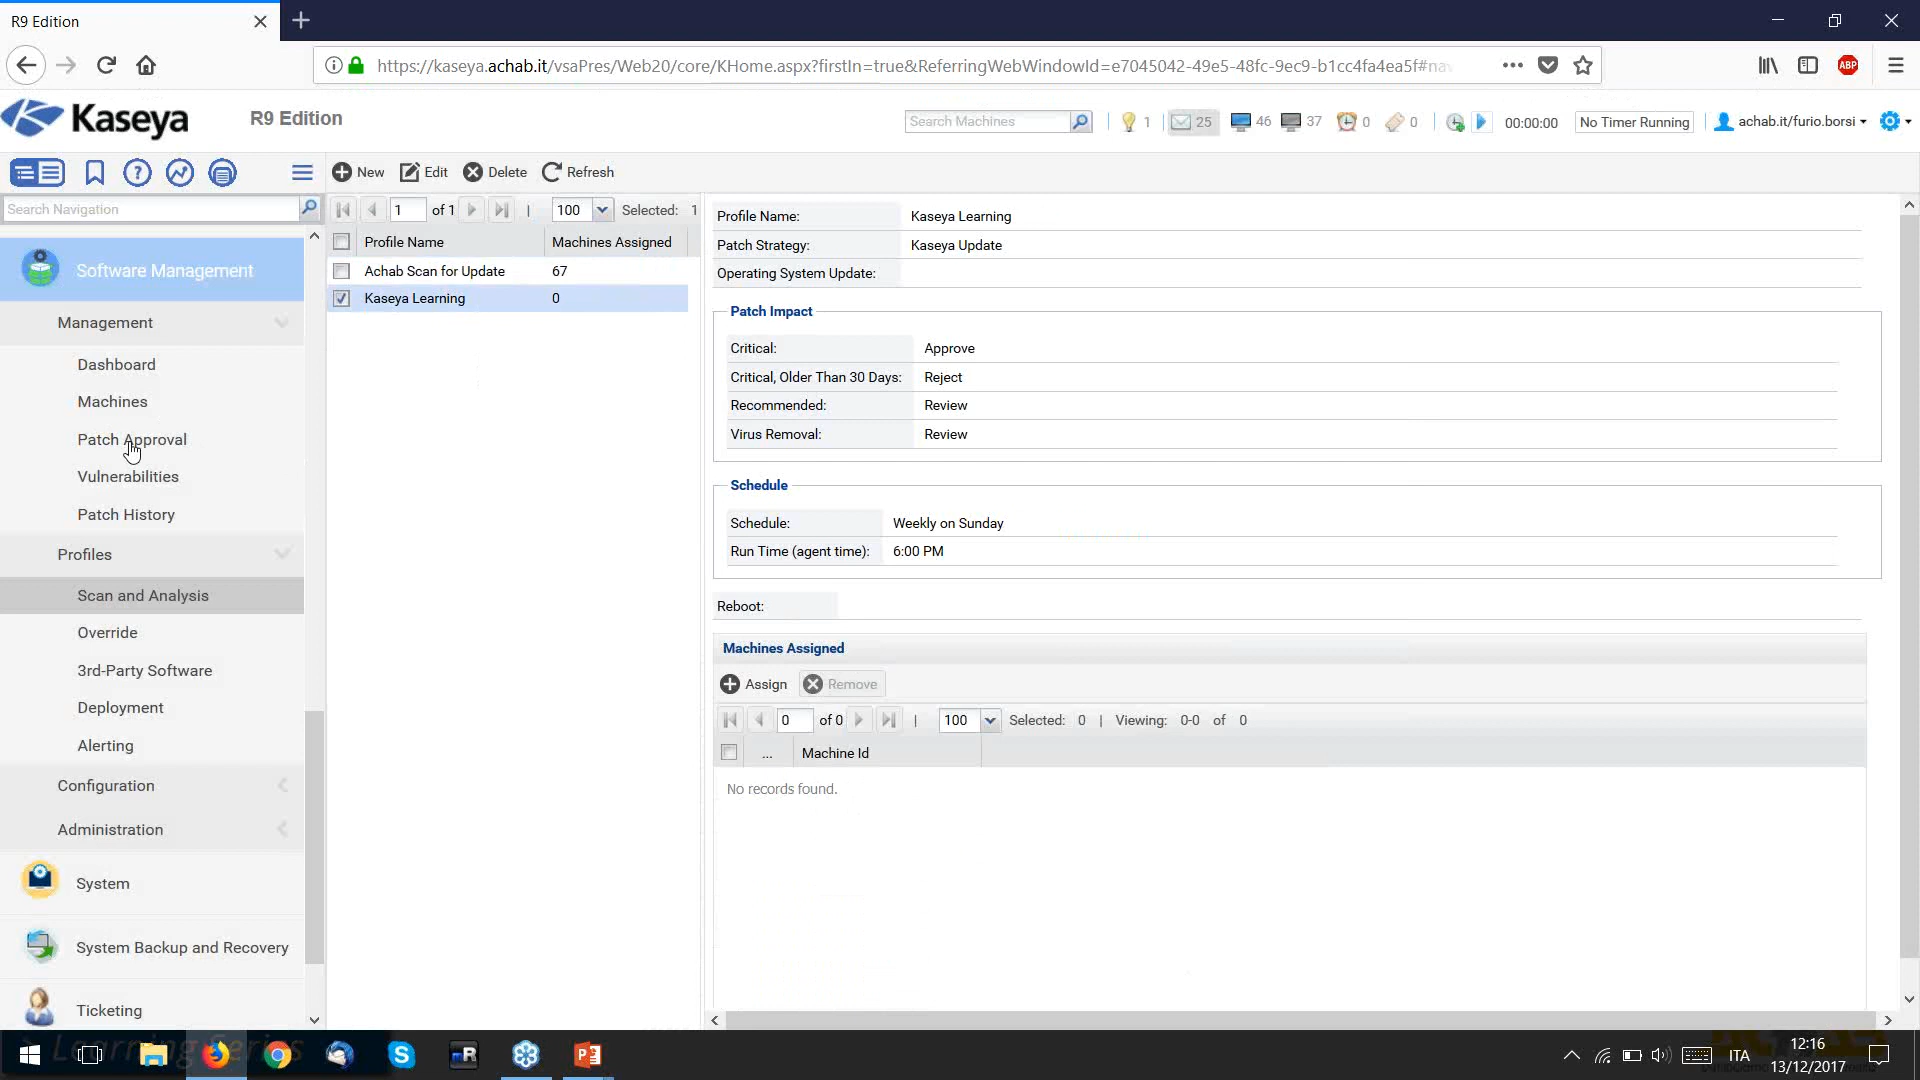 R9 Edition
https://kaseya.achab.it/vsaPres/Web20/core/KHome.aspx?firstIn=true&ReferringWebWindowId=e7045042-49e5-48fc-9ec9-b1cc4fa4ea5f#nav
ABP
Kaseya
R9 Edition
Search Machines
1
25
46
37
0
0
00:00:00
No Timer Running
achab.it/furio.borsi
New
Edit
Delete
Refresh
Search Navigation
1 of 1 | 100 Selected: 1
Profile Name Machines Assigned
Achab Scan for Update 67
Kaseya Learning 0
Software Management
Management
Dashboard
Machines
Patch Approval
Vulnerabilities
Patch History
Profiles
Scan and Analysis
Override
3rd-Party Software
Deployment
Alerting
Configuration
Administration
System
System Backup and Recovery
Ticketing
Profile Name: Kaseya Learning
Patch Strategy: Kaseya Update
Operating System Update:
Patch Impact
Critical: Approve
Critical, Older Than 30 Days: Reject
Recommended: Review
Virus Removal: Review
Schedule
Schedule: Weekly on Sunday
Run Time (agent time): 6:00 PM
Reboot:
Machines Assigned
Assign
Remove
0 of 0 | 100 Selected: 0 | Viewing: 0-0 of 0
... Machine Id
No records found.
Learning Series
mR
P
ITA
12:16
13/12/2017